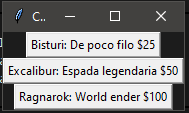 C...
Bisturi: De poco filo $25
Excalibur: Espada legendaria $50
Ragnarok: World ender $100